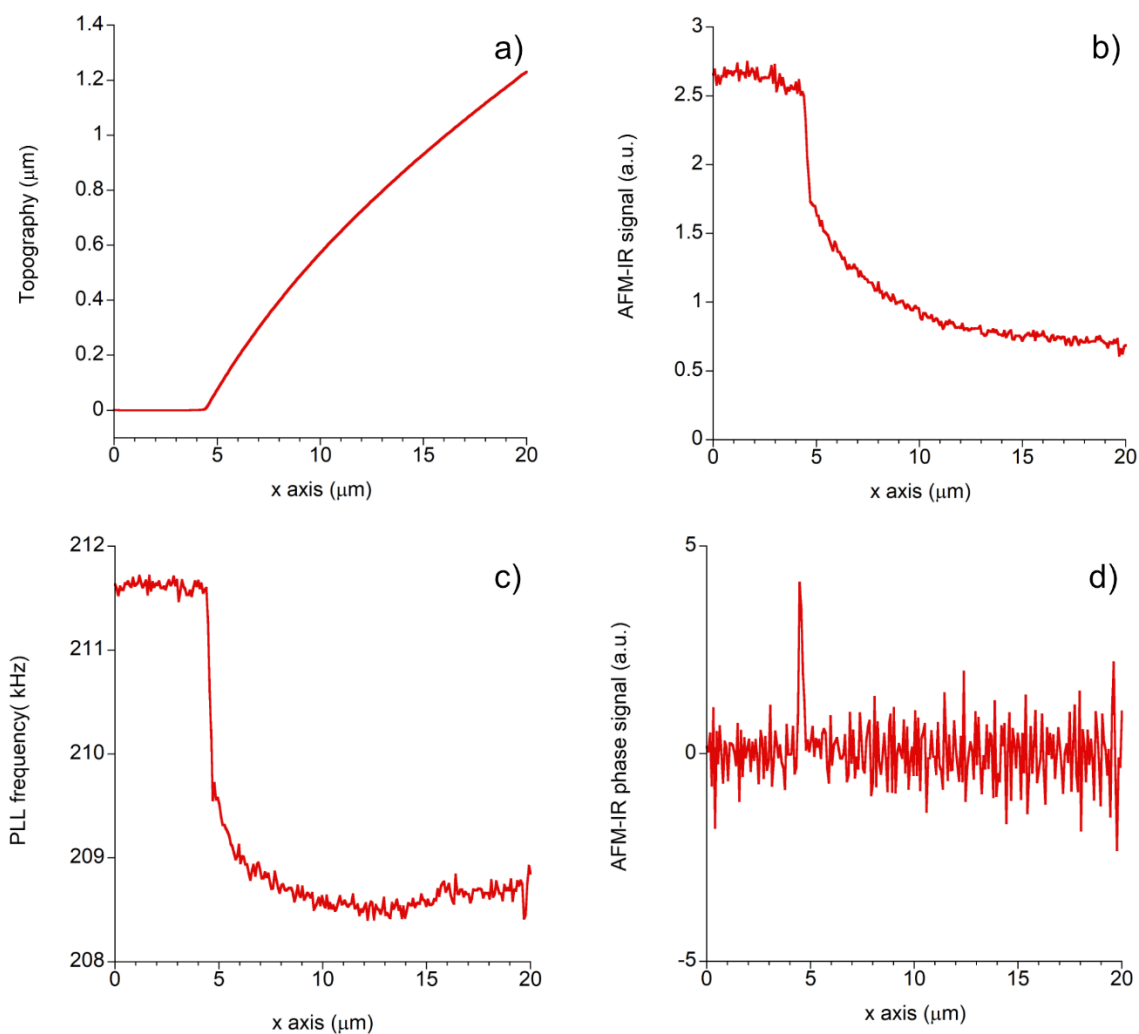 a)
Topography (μm)
1.4
1.2
1
0.8
0.6
0.4
0.2
0
0 5 10 15 20
x axis (μm)
b)
AFM-IR signal (a.u.)
3
2.5
2
1.5
1
0.5
0
0 5 10 15 20
x axis (μm)
c)
PLL frequency( kHz)
212
211
210
209
208
0 5 10 15 20
x axis (μm)
d)
AFM-IR phase signal (a.u.)
5
0
-5
0 5 10 15 20
x axis (μm)